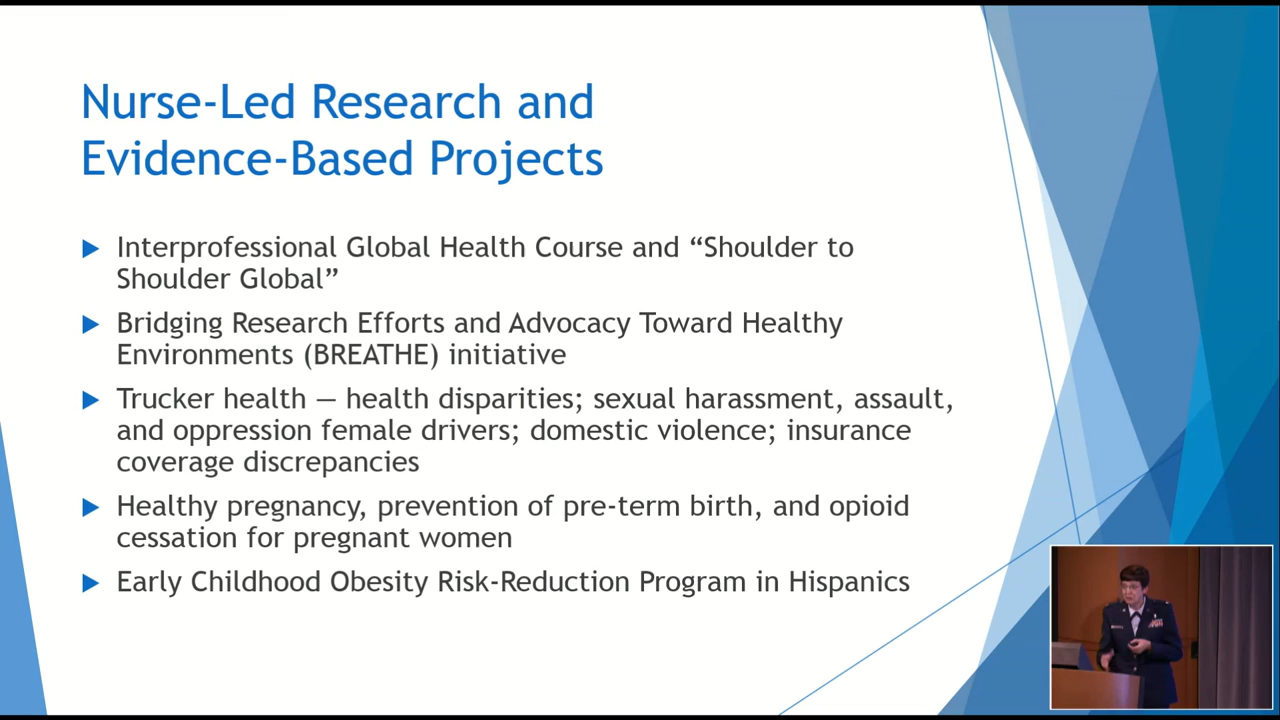 Nurse-Led Research and
Evidence-Based Projects
Interprofessional Global Health Course and “Shoulder to
Shoulder Global”
Bridging Research Efforts and Advocacy Toward Healthy
Environments (BREATHE) initiative
Trucker health — health disparities; sexual harassment, assault,
and oppression female drivers; domestic violence; insurance
coverage discrepancies
Healthy pregnancy, prevention of pre-term birth, and opioid
cessation for pregnant women
Early Childhood Obesity Risk-Reduction Program in Hispanics